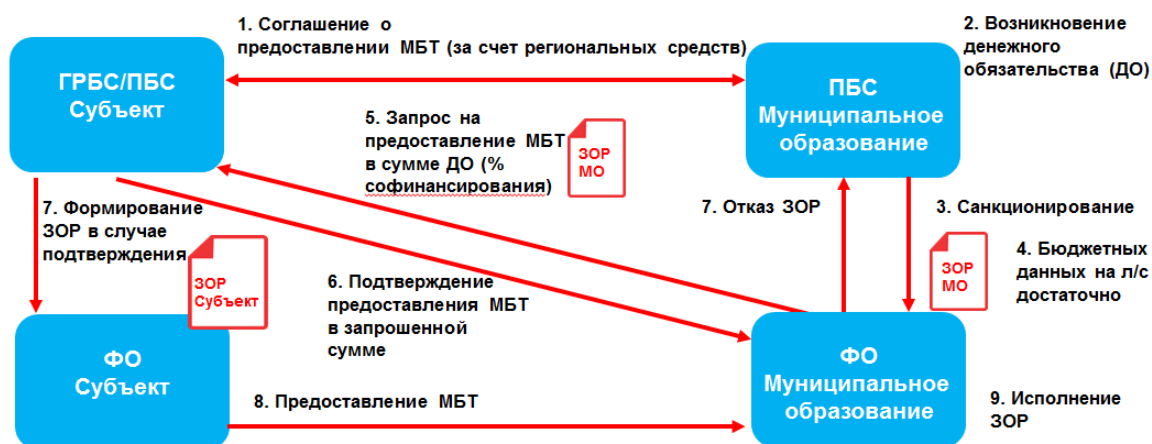 1. Соглашение о
предоставлении МБТ (за счет региональных средств)
2. Возникновение
денежного
обязательства (ДО)
ГРБС/ПБС
Субъект
ПБС
Муниципальное
образование
5. Запрос на
предоставление МБТ
в сумме ДО (%
софинансирования)
ЗОР
МО
7. Формирование
ЗОР в случае
подтверждения
ЗОР
Субъект
6. Подтверждение
предоставления МБТ
в запрошенной
сумме
7. Отказ ЗОР
3. Санкционирование
ЗОР
МО
4. Бюджетных
данных на л/с
достаточно
ФО
Субъект
8. Предоставление МБТ
ФО
Муниципальное
образование
9. Исполнение
ЗОР